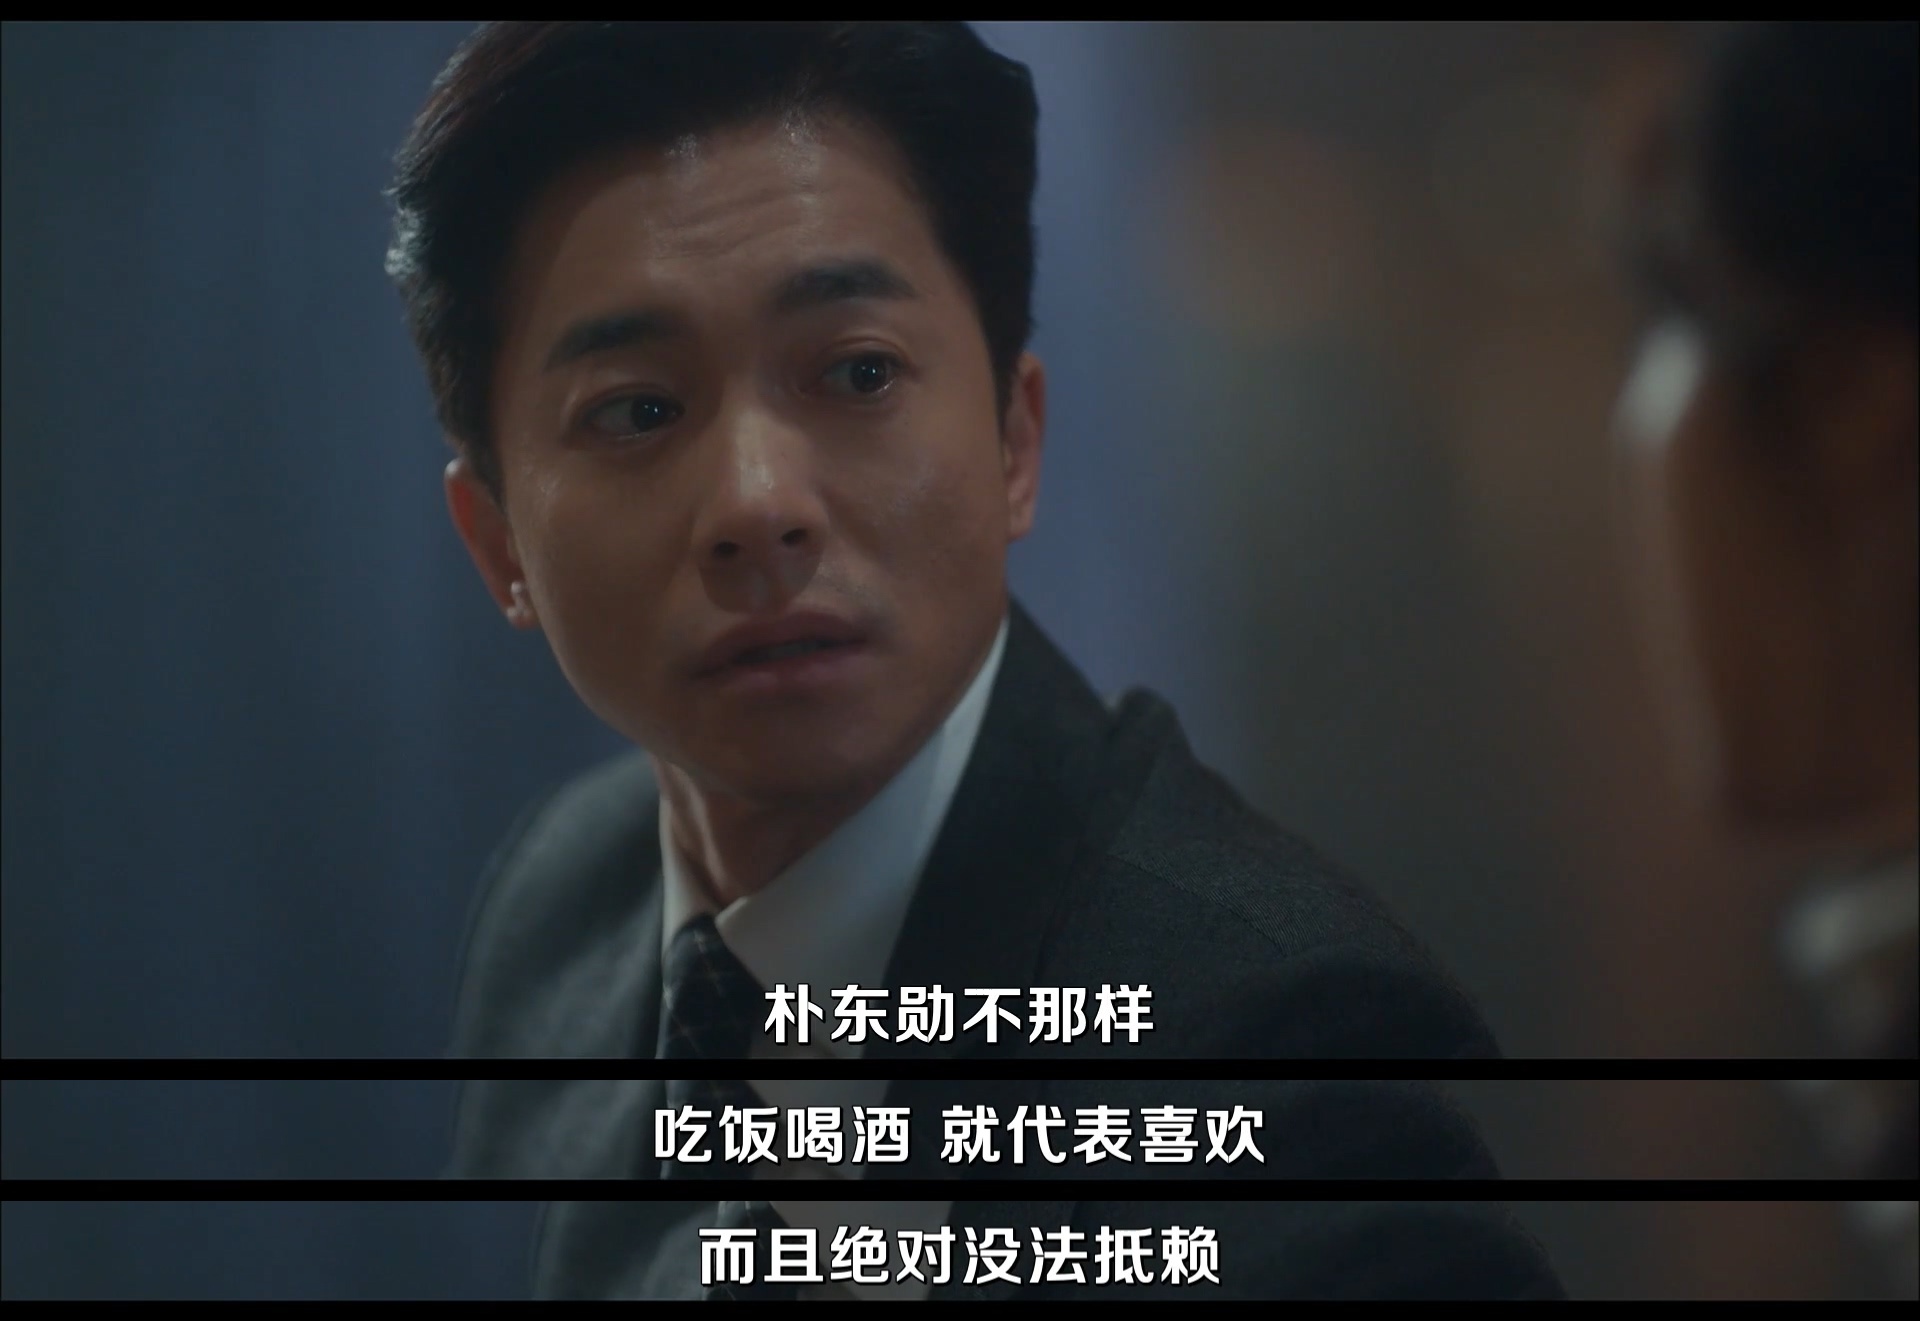 朴东勋不那样
吃饭喝酒 就代表喜欢
而且绝对没法抵赖